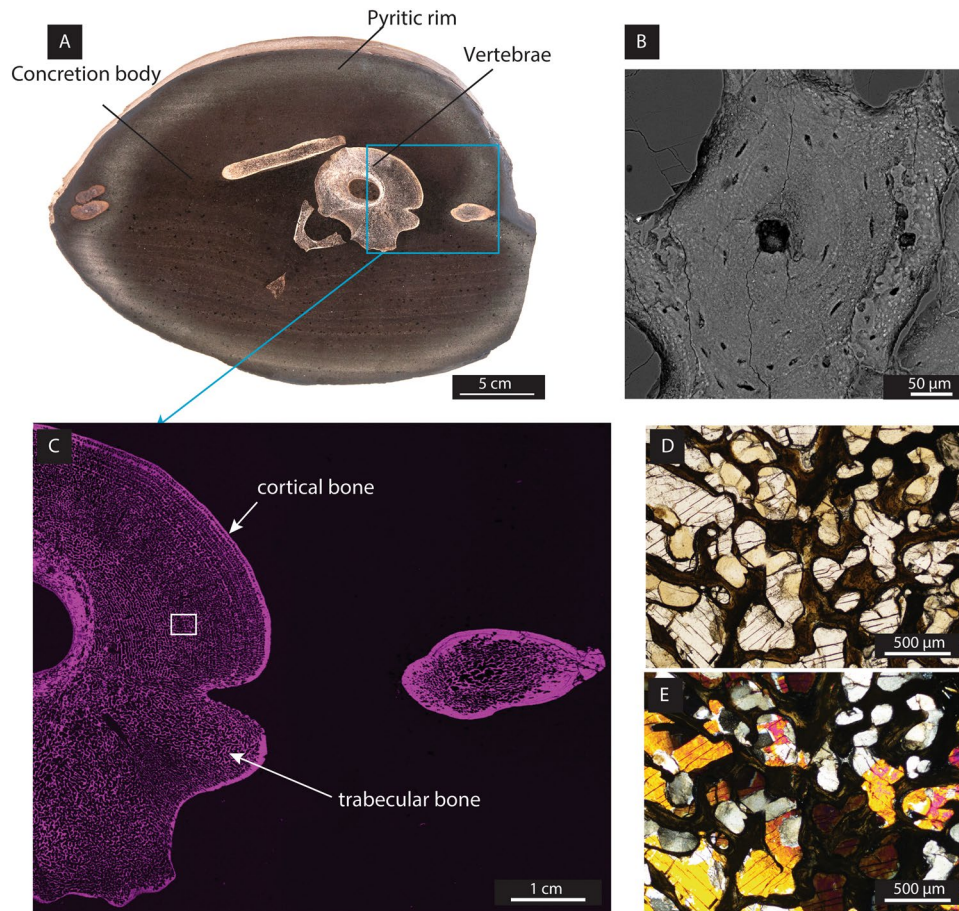 A
Pyritic rim
Vertebrae
Concretion body
5 cm
B
50 µm
C
cortical bone
trabecular bone
1 cm
D
500 µm
E
500 µm